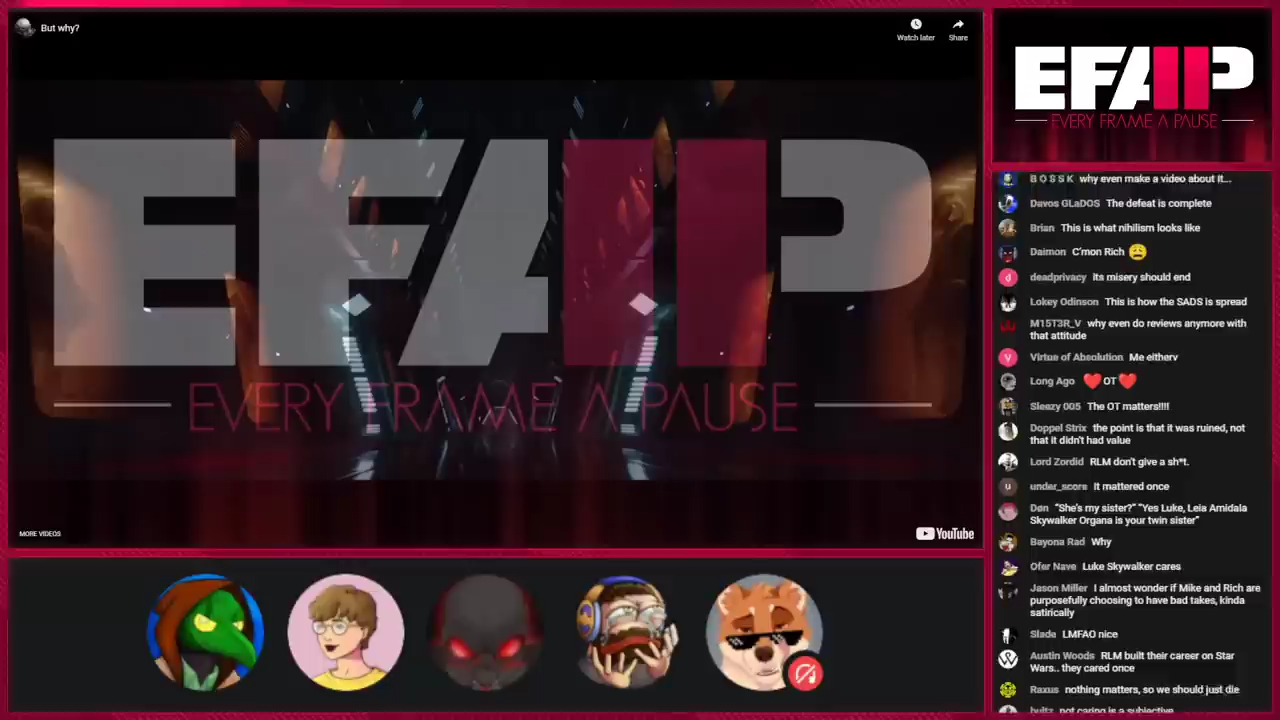 But why?
Watch later
Share
EFAP
EVERY FRAME A PAUSE
MORE VIDEOS
YouTube
EFAP
EVERY FRAME A PAUSE
B O S S K why even make a video about it...
Davos GLaDOS The defeat is complete
Brian This is what nihilism looks like
Daimon C'mon Rich 😩
deadprivacy Its misery should end
Lokey Odinson This is how the SADS is spread
M15T3R_V why even do reviews anymore with
that attitude
Virtue of Absolution Me eitherv
Long Ago ❤️OT❤️
Sleezy 005 The OT matters!!!!
Doppel Strix the point is that it was ruined, not
that it didn't had value
Lord Zordid RLM don't give a sh*t.
under_score It mattered once
Døn “She's my sister?” “Yes Luke, Leia Amidala
Skywalker Organa is your twin sister”
Bayona Rad Why
Ofer Nave Luke Skywalker cares
Jason Miller I almost wonder if Mike and Rich are
purposefully choosing to have bad takes, kinda
satirically
Slade LMFAO nice
Austin Woods RLM built their career on Star
Wars.. they cared once
Raxus nothing matters, so we should just die
not caring is a subjective